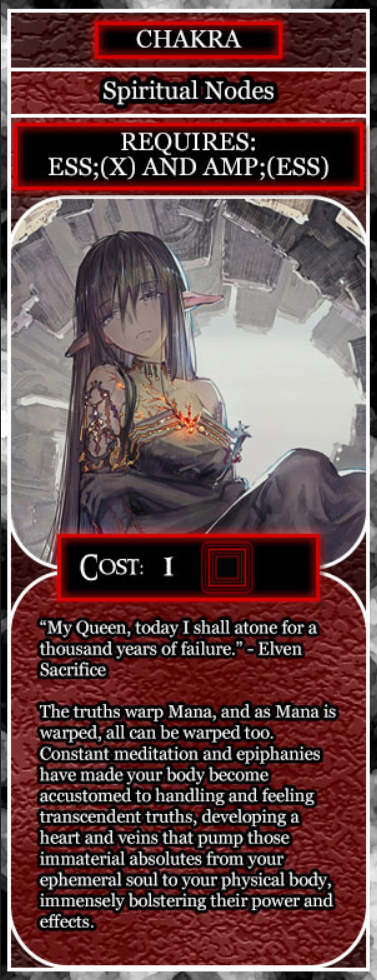 CHAKRA
Spiritual Nodes
REQUIRES:
ESS;(X) AND AMP;(ESS)
COST: 1
“My Queen, today I shall atone for a
thousand years of failure.” - Elven
Sacrifice
The truths warp Mana, and as Mana is
warped, all can be warped too.
Constant meditation and epiphanies
have made your body become
accustomed to handling and feeling
transcendent truths, developing a
heart and veins that pump those
immaterial absolutes from your
ephemeral soul to your physical body,
immensely bolstering their power and
effects.